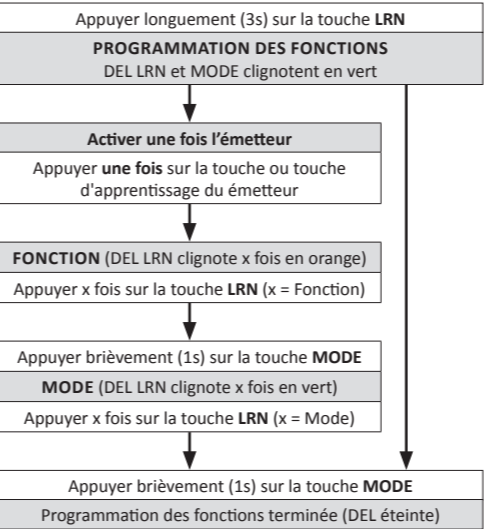 Appuyer longuement (3s) sur la touche LRN
PROGRAMMATION DES FONCTIONS
DEL LRN et MODE clignotent en vert
Activer une fois l'émetteur
Appuyer une fois sur la touche ou touche
d'apprentissage du émetteur
FONCTION (DEL LRN clignote x fois en orange)
Appuyer x fois sur la touche LRN (x = Fonction)
Appuyer brièvement (1s) sur la touche MODE
MODE (DEL LRN clignote x fois en vert)
Appuyer x fois sur la touche LRN (x = Mode)
Appuyer brièvement (1s) sur la touche MODE
Programmation des fonctions terminée (DEL éteinte)